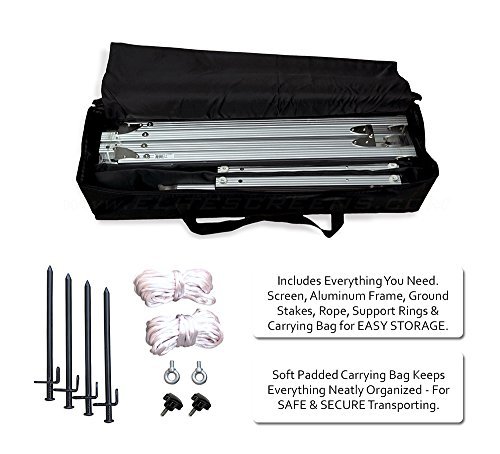 Includes Everything You Need.
Screen, Aluminum Frame, Ground
Stakes, Rope, Support Rings &
Carrying Bag for EASY STORAGE.
Soft Padded Carrying Bag Keeps
Everything Neatly Organized - For
SAFE & SECURE Transporting.